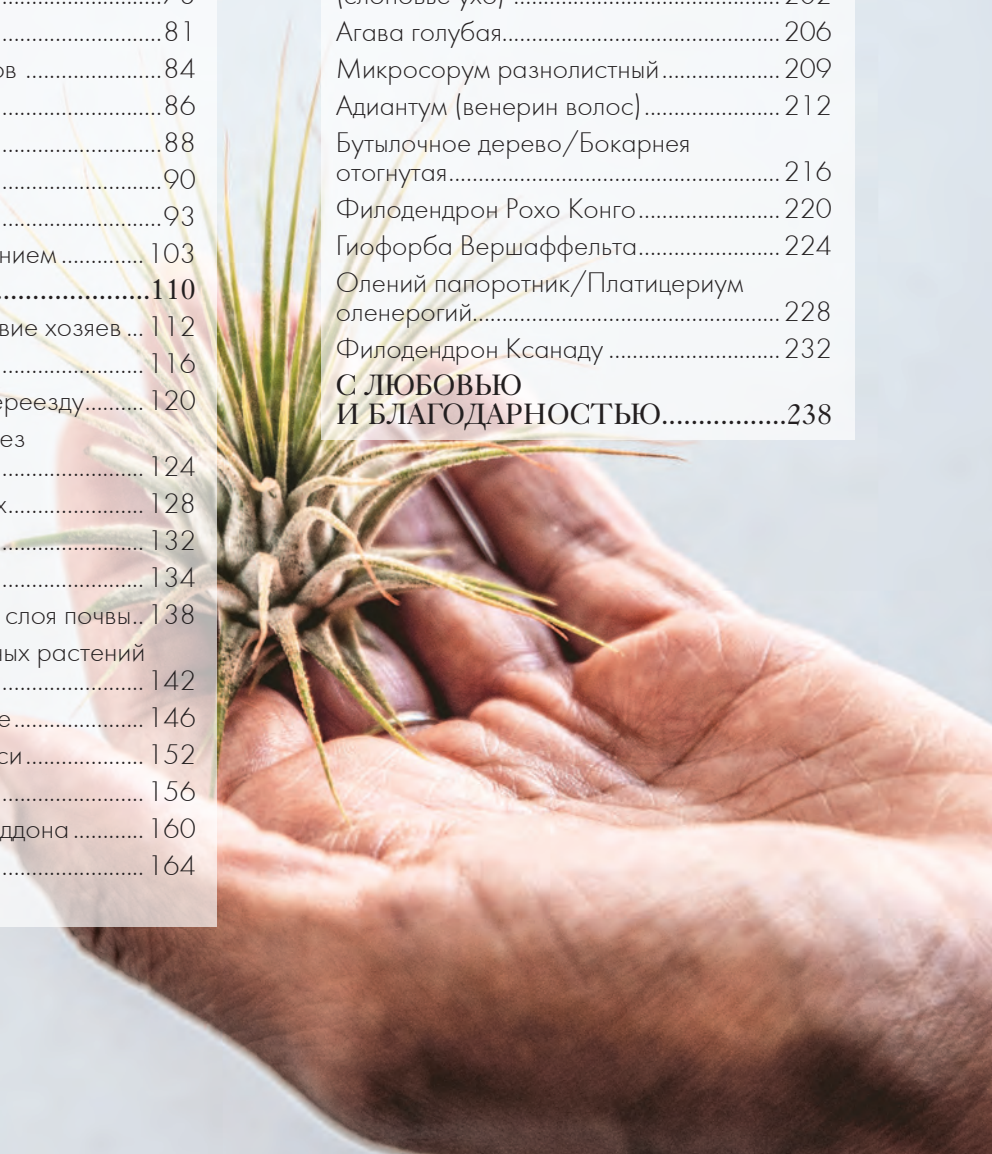 81
ов 84
86
88
90
93
нием 103
110
вие хозяев 112
116
ереезду 120
ез
124
х 128
132
134
слоя почвы 138
ных растений
142
е 146
си 152
156
ддона 160
164
Агава голубая 206
Микросорум разнолистный 209
Адиантум (венерин волос) 212
Бутылочное дерево/Бокарнея
отогнутая 216
Филодендрон Рохо Конго 220
Гиофорба Вершаффельта 224
Олений папоротник/Платицериум
оленерогий 228
Филодендрон Ксанаду 232
С ЛЮБОВЬЮ
И БЛАГОДАРНОСТЬЮ 238